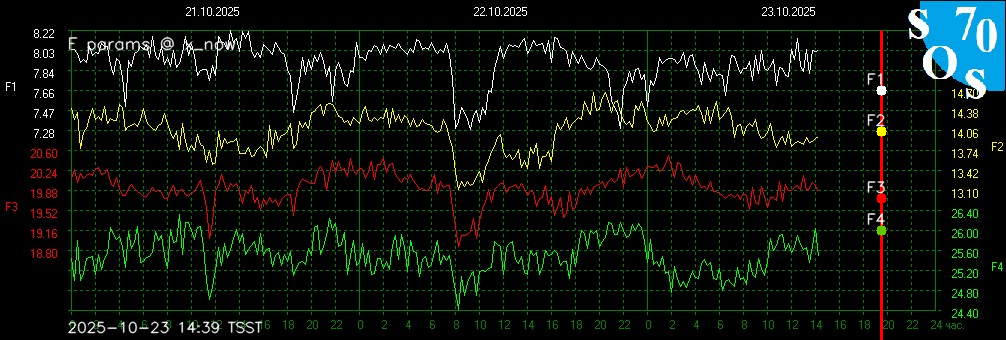 21.10.2025 22.10.2025 23.10.2025
SOS 70
F params @ x_now
8.22
8.03
7.84
7.66
7.47
7.28
F1
20.60
20.24
19.88
19.52
19.16
18.80
F3
F1
F2
F3
F4
14.70
14.38
14.06
13.74
13.42
13.10
F2
26.40
26.00
25.60
25.20
24.80
24.40
F4
2025-10-23 14:39 TSST
16 18 20 22 0 2 4 6 8 10 12 14 16 18 20 22 0 2 4 6 8 10 12 14 16 18 20 22 24 час.